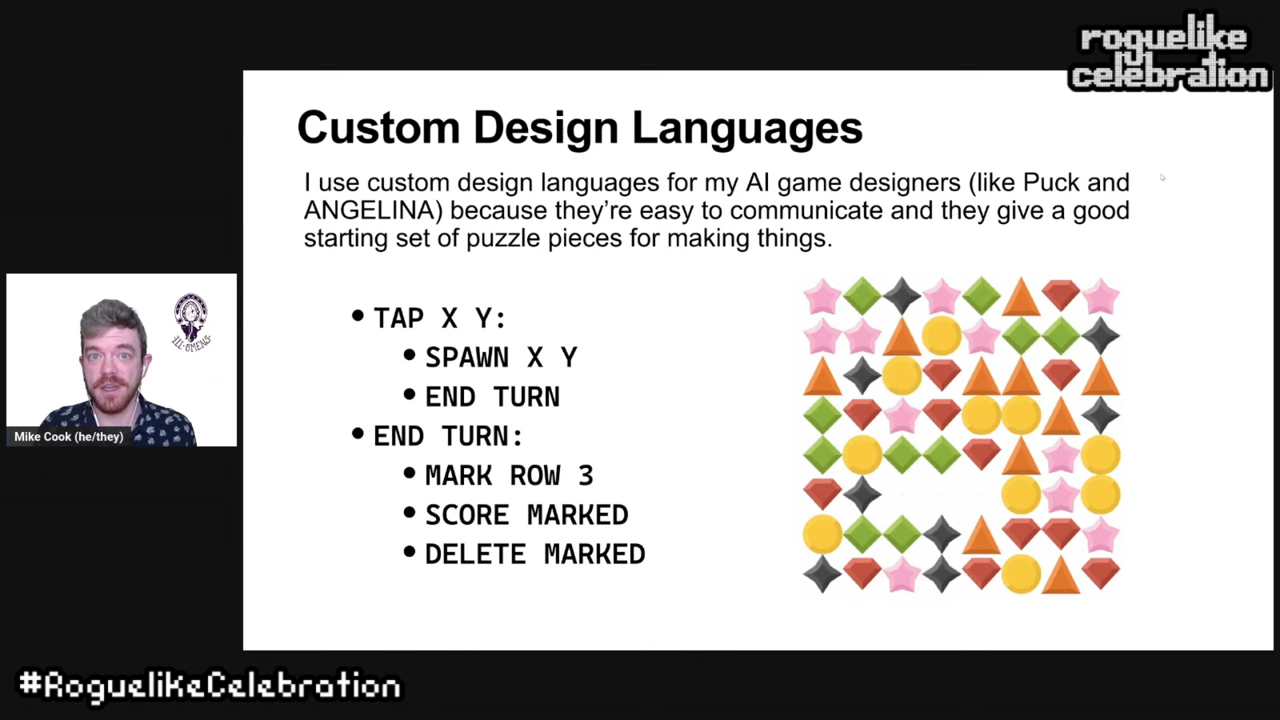 roguelike
celebration
Custom Design Languages
I use custom design languages for my AI game designers (like Puck and
ANGELINA) because they’re easy to communicate and they give a good
starting set of puzzle pieces for making things.
• TAP X Y:
• SPAWN X Y
• END TURN
• END TURN:
• MARK ROW 3
• SCORE MARKED
• DELETE MARKED
ILL OMENS
Mike Cook (he/they)
#RoguelikeCelebration